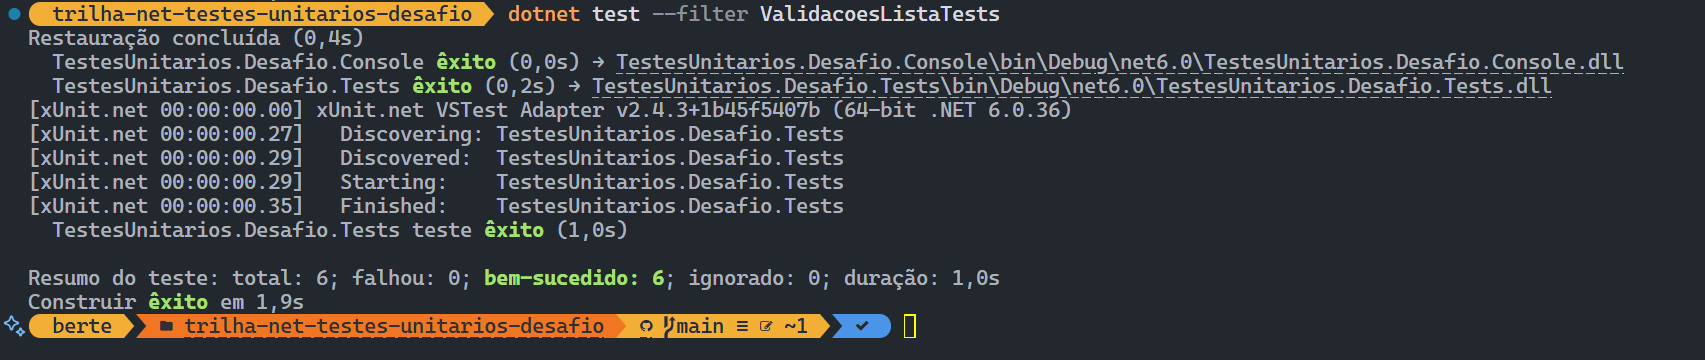 trilha-net-testes-unitarios-desafio dotnet test --filter ValidacoesListaTests
Restauração concluída (0,4s)
TestesUnitarios.Desafio.Console êxito (0,0s) → TestesUnitarios.Desafio.Console\bin\Debug\net6.0\TestesUnitarios.Desafio.Console.dll
TestesUnitarios.Desafio.Tests êxito (0,2s) → TestesUnitarios.Desafio.Tests\bin\Debug\net6.0\TestesUnitarios.Desafio.Tests.dll
[xUnit.net 00:00:00.00] xUnit.net VSTest Adapter v2.4.3+1b45f5407b (64-bit .NET 6.0.36)
[xUnit.net 00:00:00.27]   Discovering: TestesUnitarios.Desafio.Tests
[xUnit.net 00:00:00.29]   Discovered:  TestesUnitarios.Desafio.Tests
[xUnit.net 00:00:00.29]   Starting:    TestesUnitarios.Desafio.Tests
[xUnit.net 00:00:00.35]   Finished:    TestesUnitarios.Desafio.Tests
TestesUnitarios.Desafio.Tests teste êxito (1,0s)
Resumo do teste: total: 6; falhou: 0; bem-sucedido: 6; ignorado: 0; duração: 1,0s
Construir êxito em 1,9s
berte trilha-net-testes-unitarios-desafio main ≡ ~1